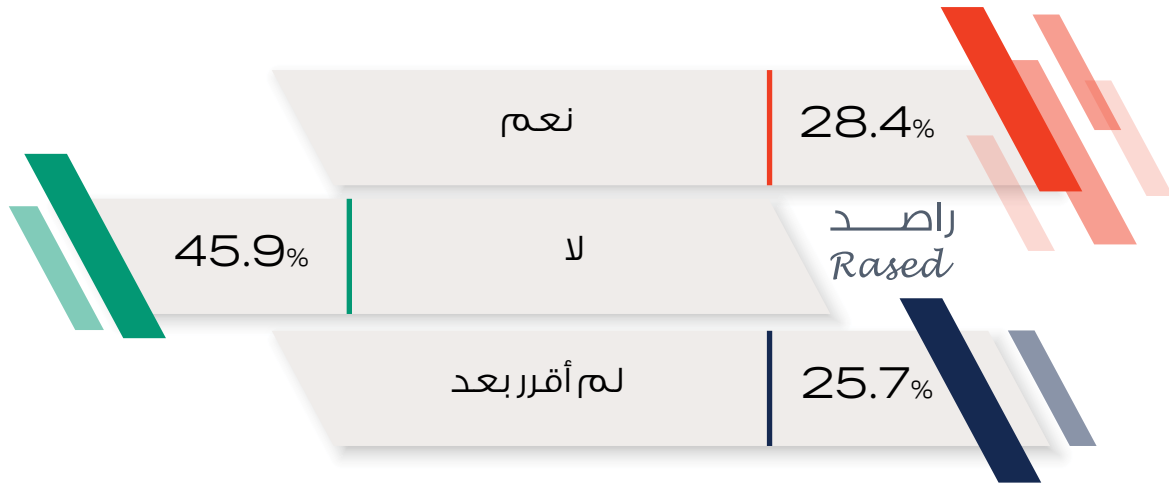 نعم
28.4%
راصد
Rased
لا
45.9%
لم أقرر بعد
25.7%